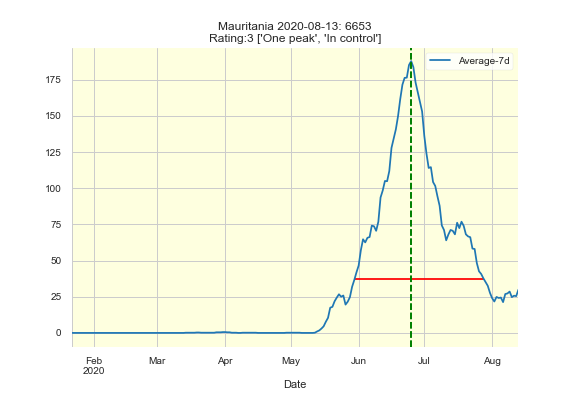 Mauritania 2020-08-13: 6653
Rating:3 ['One peak', 'In control']
Average-7d
175
150
125
100
75
50
25
0
Feb
2020
Mar
Apr
May
Jun
Jul
Aug
Date